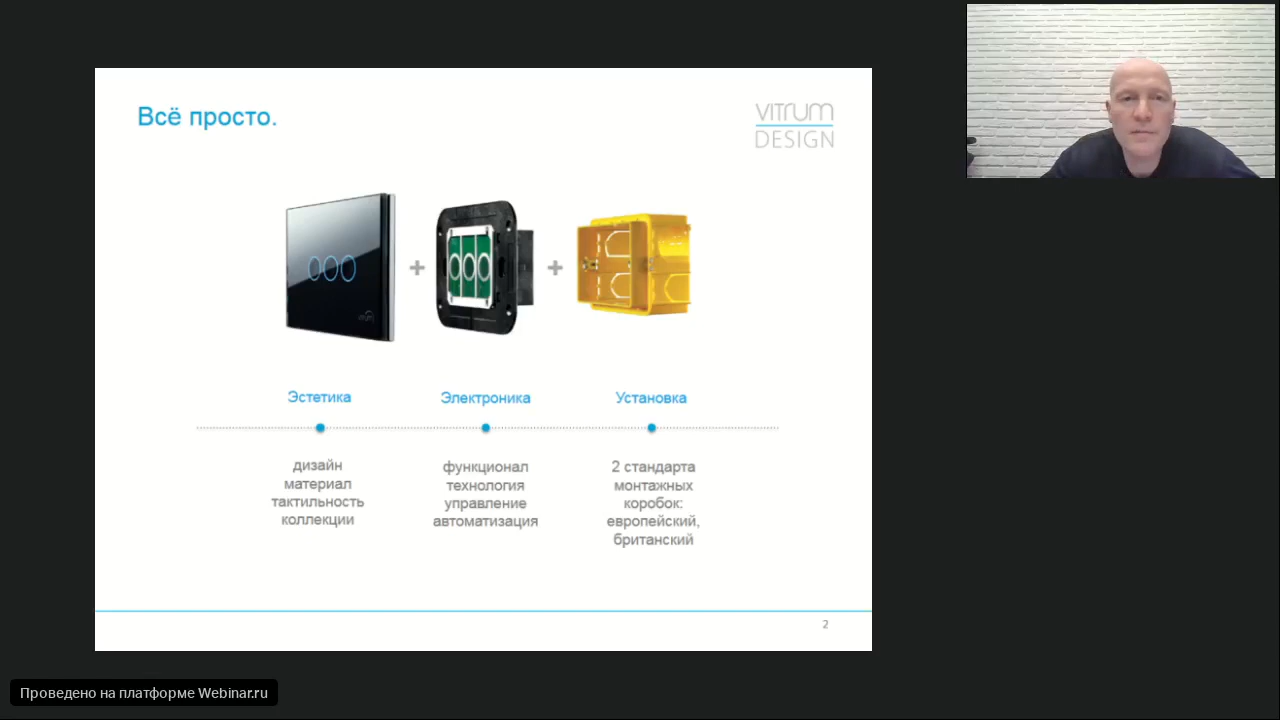 Всё просто.
VITRUM
DESIGN
Эстетика
Электроника
Установка
дизайн
материал
тактильность
коллекции
функционал
технология
управление
автоматизация
2 стандарта
монтажных
коробок:
европейский,
британский
2
Проведено на платформе Webinar.ru